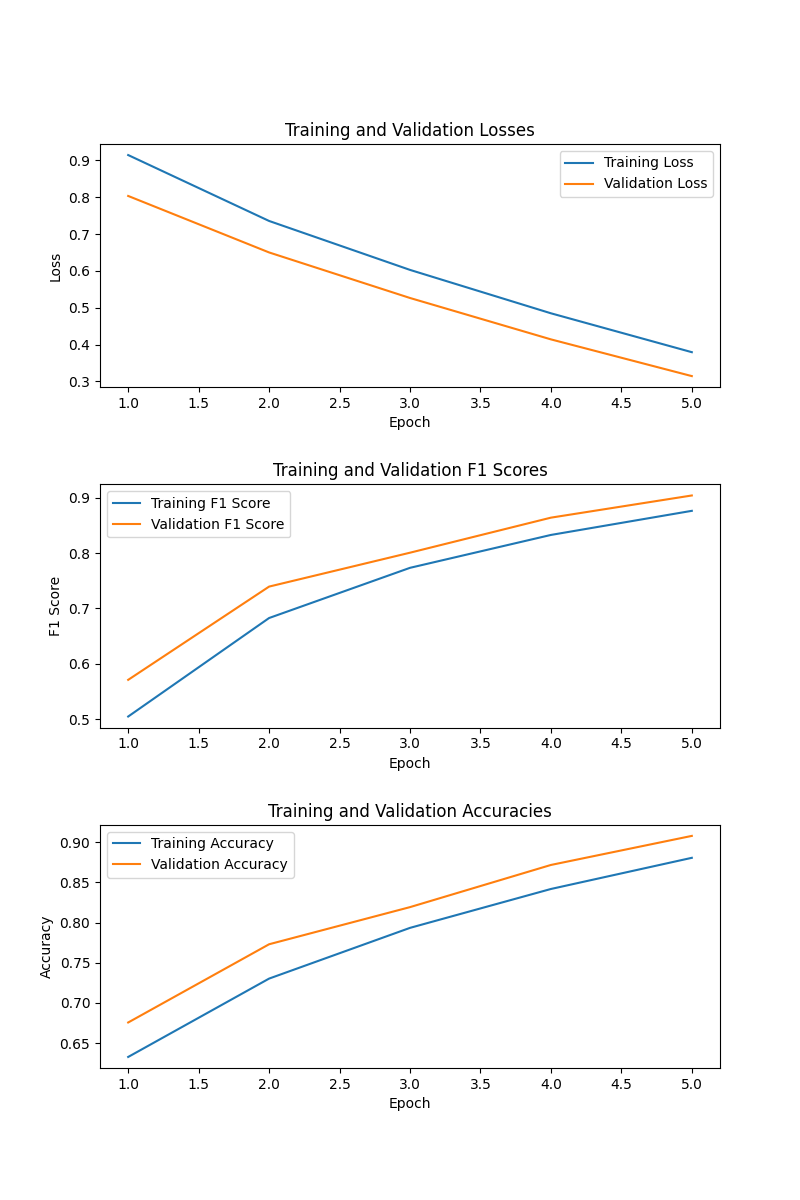 Training and Validation Losses
Training Loss
Validation Loss
Loss
0.9
0.8
0.7
0.6
0.5
0.4
0.3
1.0 1.5 2.0 2.5 3.0 3.5 4.0 4.5 5.0
Epoch
Training and Validation F1 Scores
Training F1 Score
Validation F1 Score
F1 Score
0.9
0.8
0.7
0.6
0.5
1.0 1.5 2.0 2.5 3.0 3.5 4.0 4.5 5.0
Epoch
Training and Validation Accuracies
Training Accuracy
Validation Accuracy
Accuracy
0.90
0.85
0.80
0.75
0.70
0.65
1.0 1.5 2.0 2.5 3.0 3.5 4.0 4.5 5.0
Epoch